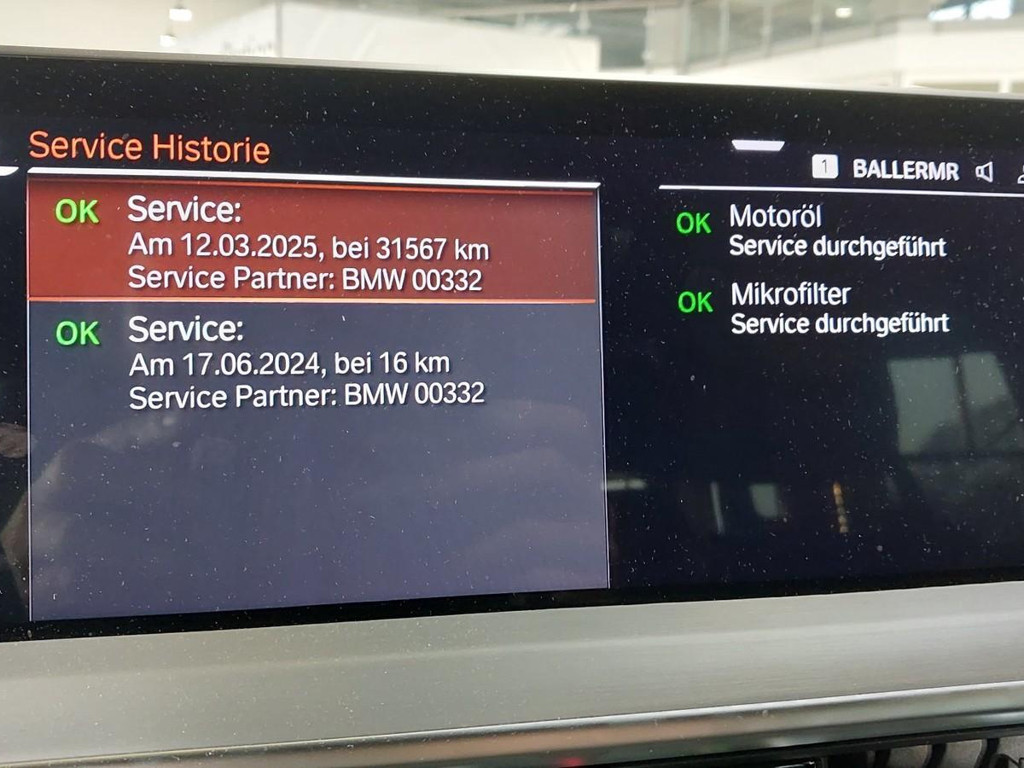 Service Historie
1 BALLERMR
OK Service:
Am 12.03.2025, bei 31567 km
Service Partner: BMW 00332
OK Service:
Am 17.06.2024, bei 16 km
Service Partner: BMW 00332
OK Motoröl
Service durchgeführt
OK Mikrofilter
Service durchgeführt